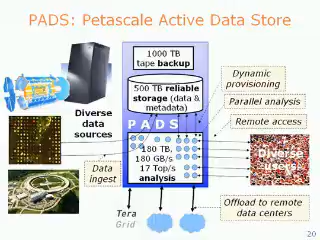 PADS: Petascale Active Data Store
1000 TB
tape backup
500 TB reliable
storage (data &
metadata)
P A D S
180 TB,
180 GB/s
17 Top/s
analysis
Diverse
data
sources
Data
ingest
Dynamic
provisioning
Parallel analysis
Remote access
Diverse
users
Offload to remote
data centers
Tera
Grid
20